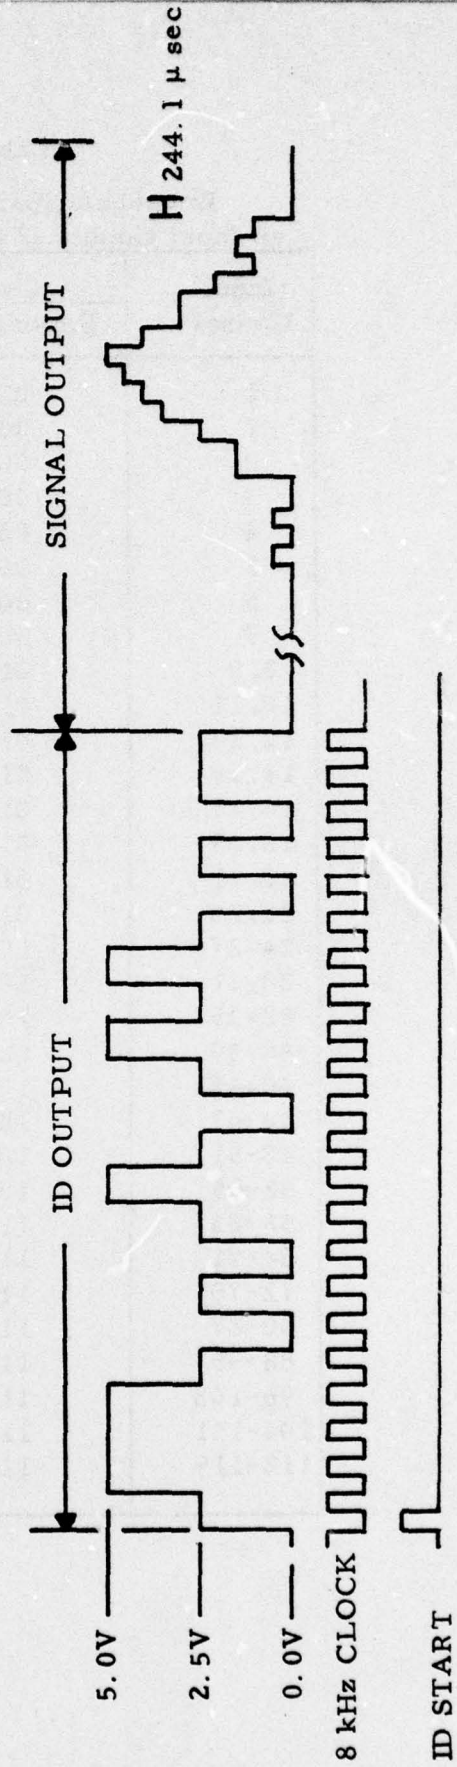 ID OUTPUT
SIGNAL OUTPUT
244.1 μ sec
5.0V
2.5V
0.0V
8 kHz CLOCK
ID START